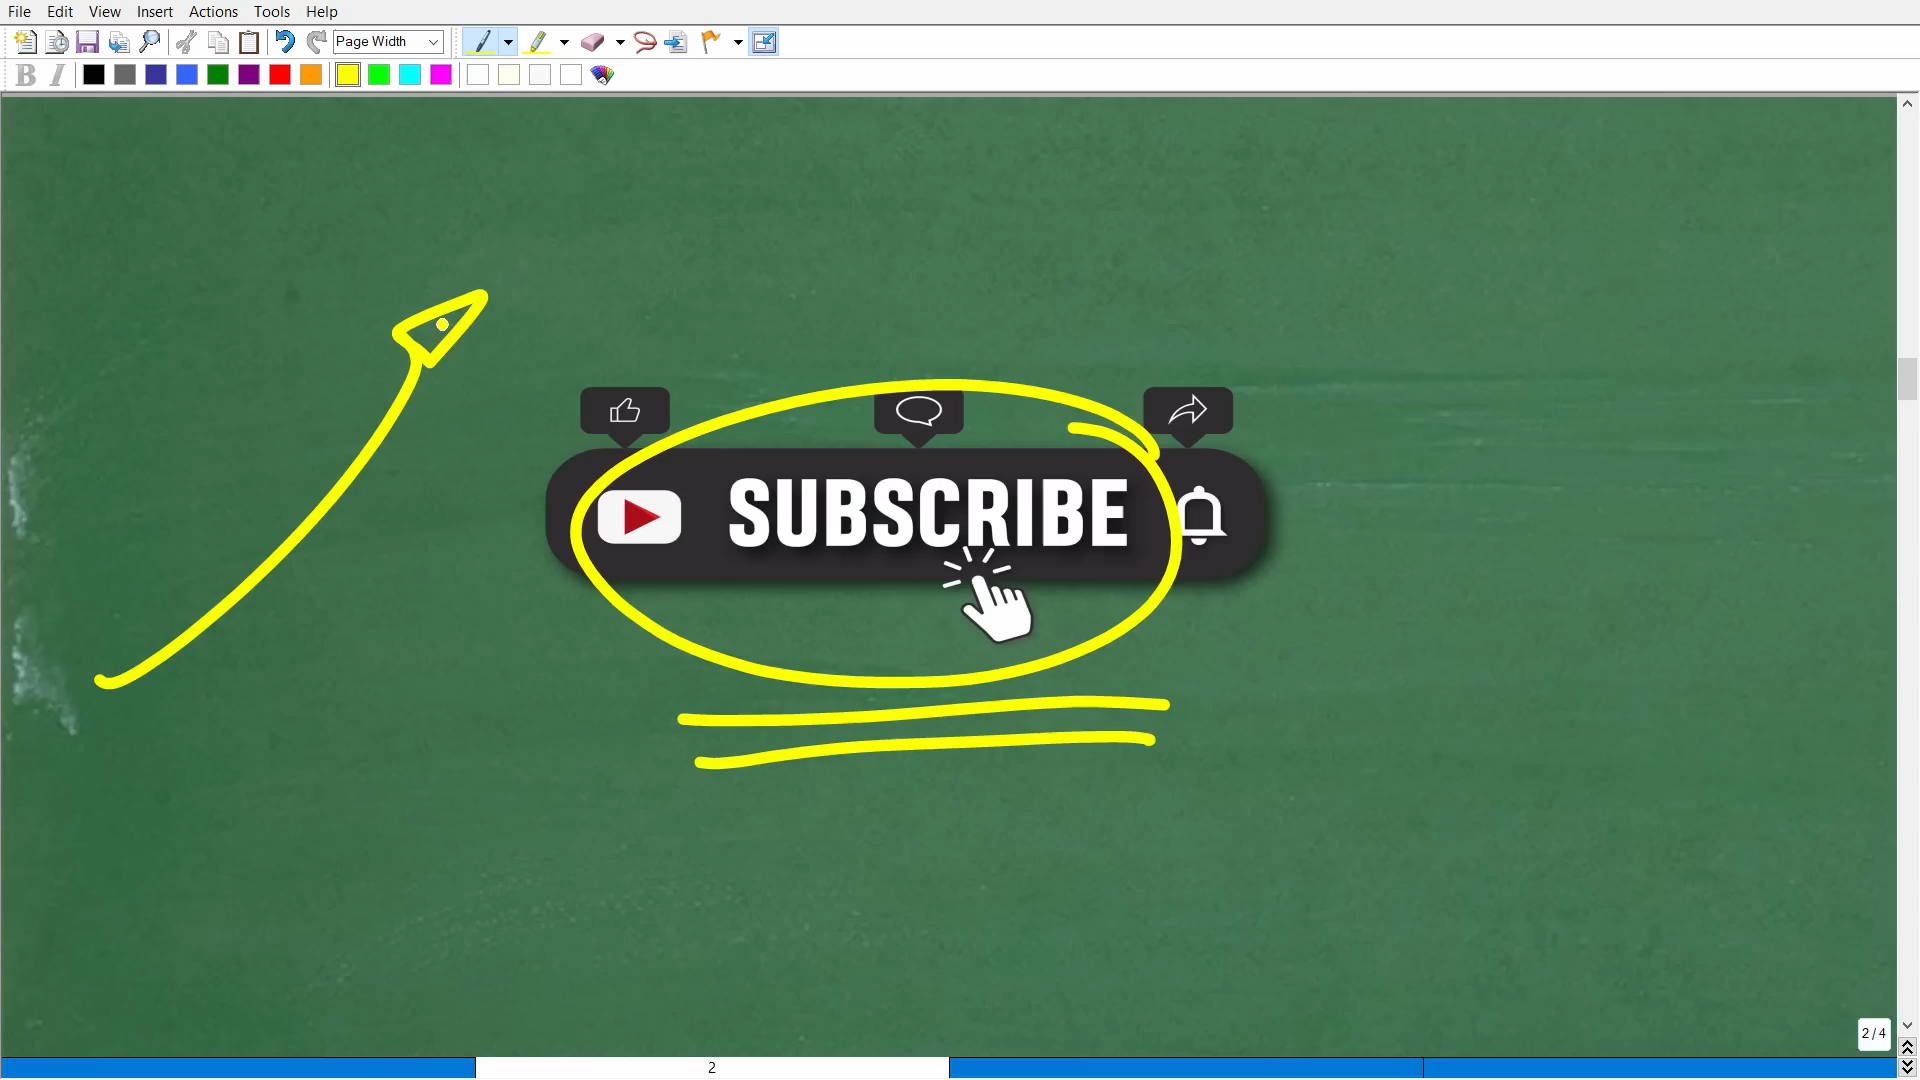 File Edit View Insert Actions Tools Help
Page Width
B I
SUBSCRIBE
2 / 4
2